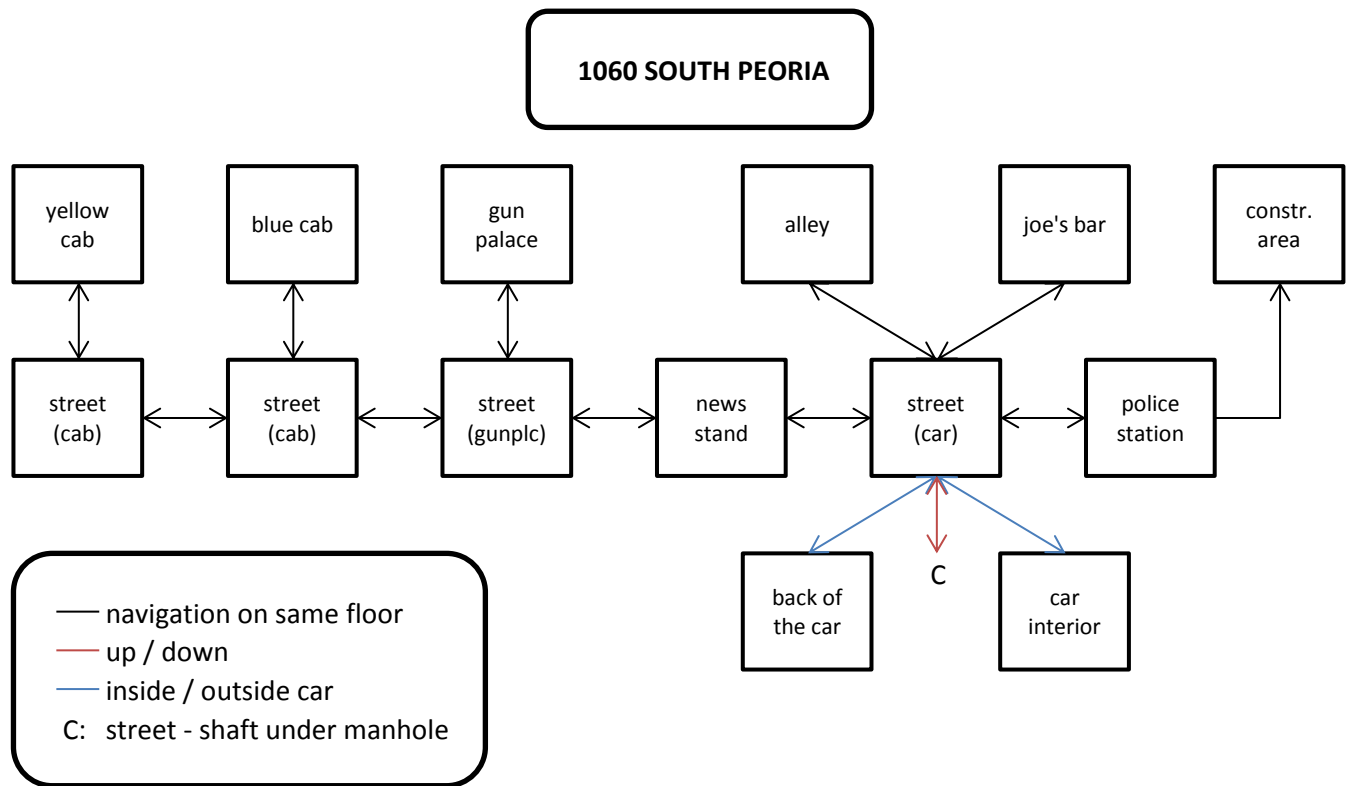 1060 SOUTH PEORIA
yellow
cab
blue cab
gun
palace
alley
joe's bar
constr.
area
street
(cab)
street
(cab)
street
(gunplc)
news
stand
street
(car)
police
station
back of
the car
C
car
interior
navigation on same floor
up / down
inside / outside car
C: street - shaft under manhole